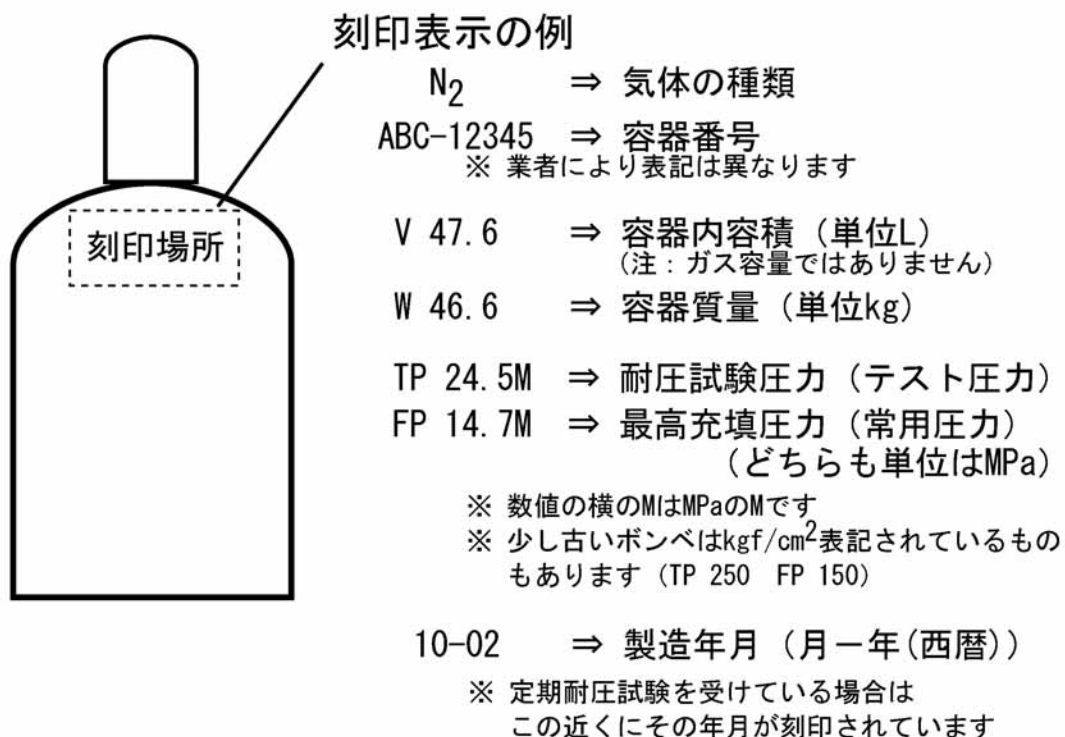 刻印表示の例
刻印場所
N2 ⇒ 気体の種類
ABC-12345 ⇒ 容器番号
※ 業者により表記は異なります
V 47.6 ⇒ 容器内容積（単位L）
（注：ガス容量ではありません）
W 46.6 ⇒ 容器質量（単位kg）
TP 24.5M ⇒ 耐圧試験圧力（テスト圧力）
FP 14.7M ⇒ 最高充填圧力（常用圧力）
（どちらも単位はMPa）
※ 数値の横のMはMPaのMです
※ 少し古いボンベはkgf/cm2表記されているもの
もあります（TP 250 FP 150）
10-02 ⇒ 製造年月（月－年(西暦)）
※ 定期耐圧試験を受けている場合は
この近くにその年月が刻印されています